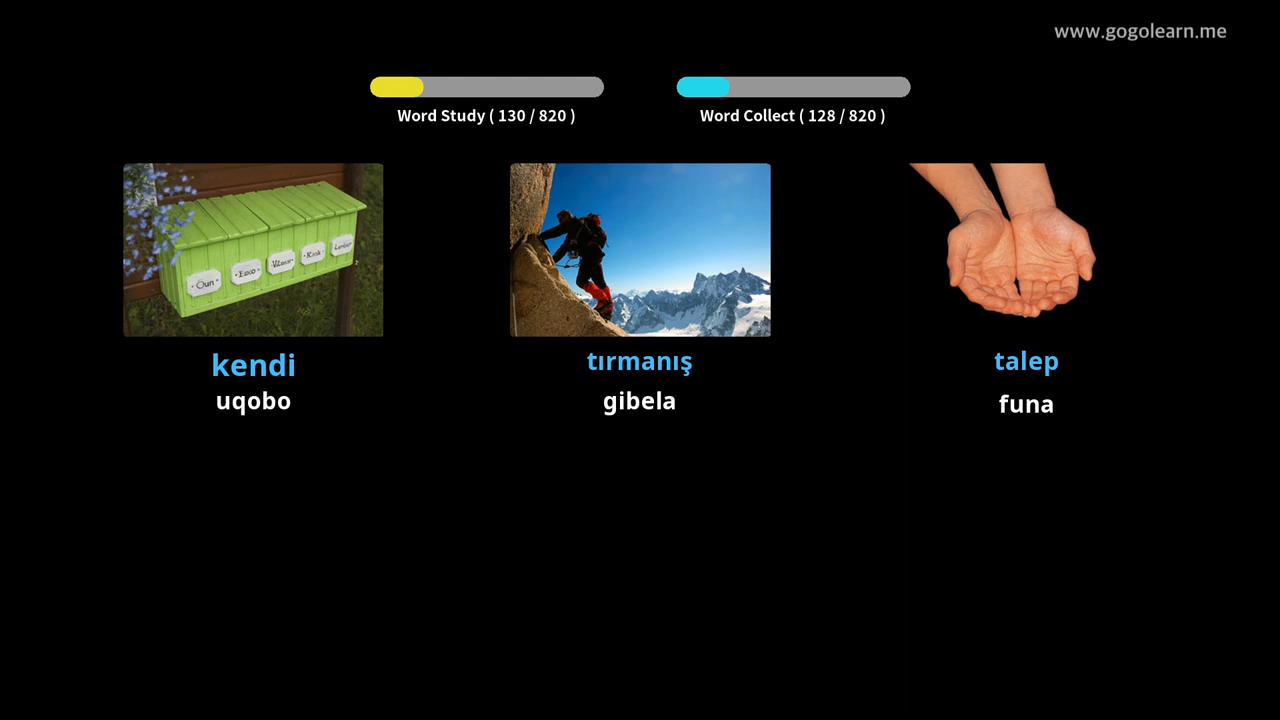 www.gogolearn.me
Word Study ( 130 / 820 )
Word Collect ( 128 / 820 )
kendi
uqobo
tırmanış
gibela
talep
funa